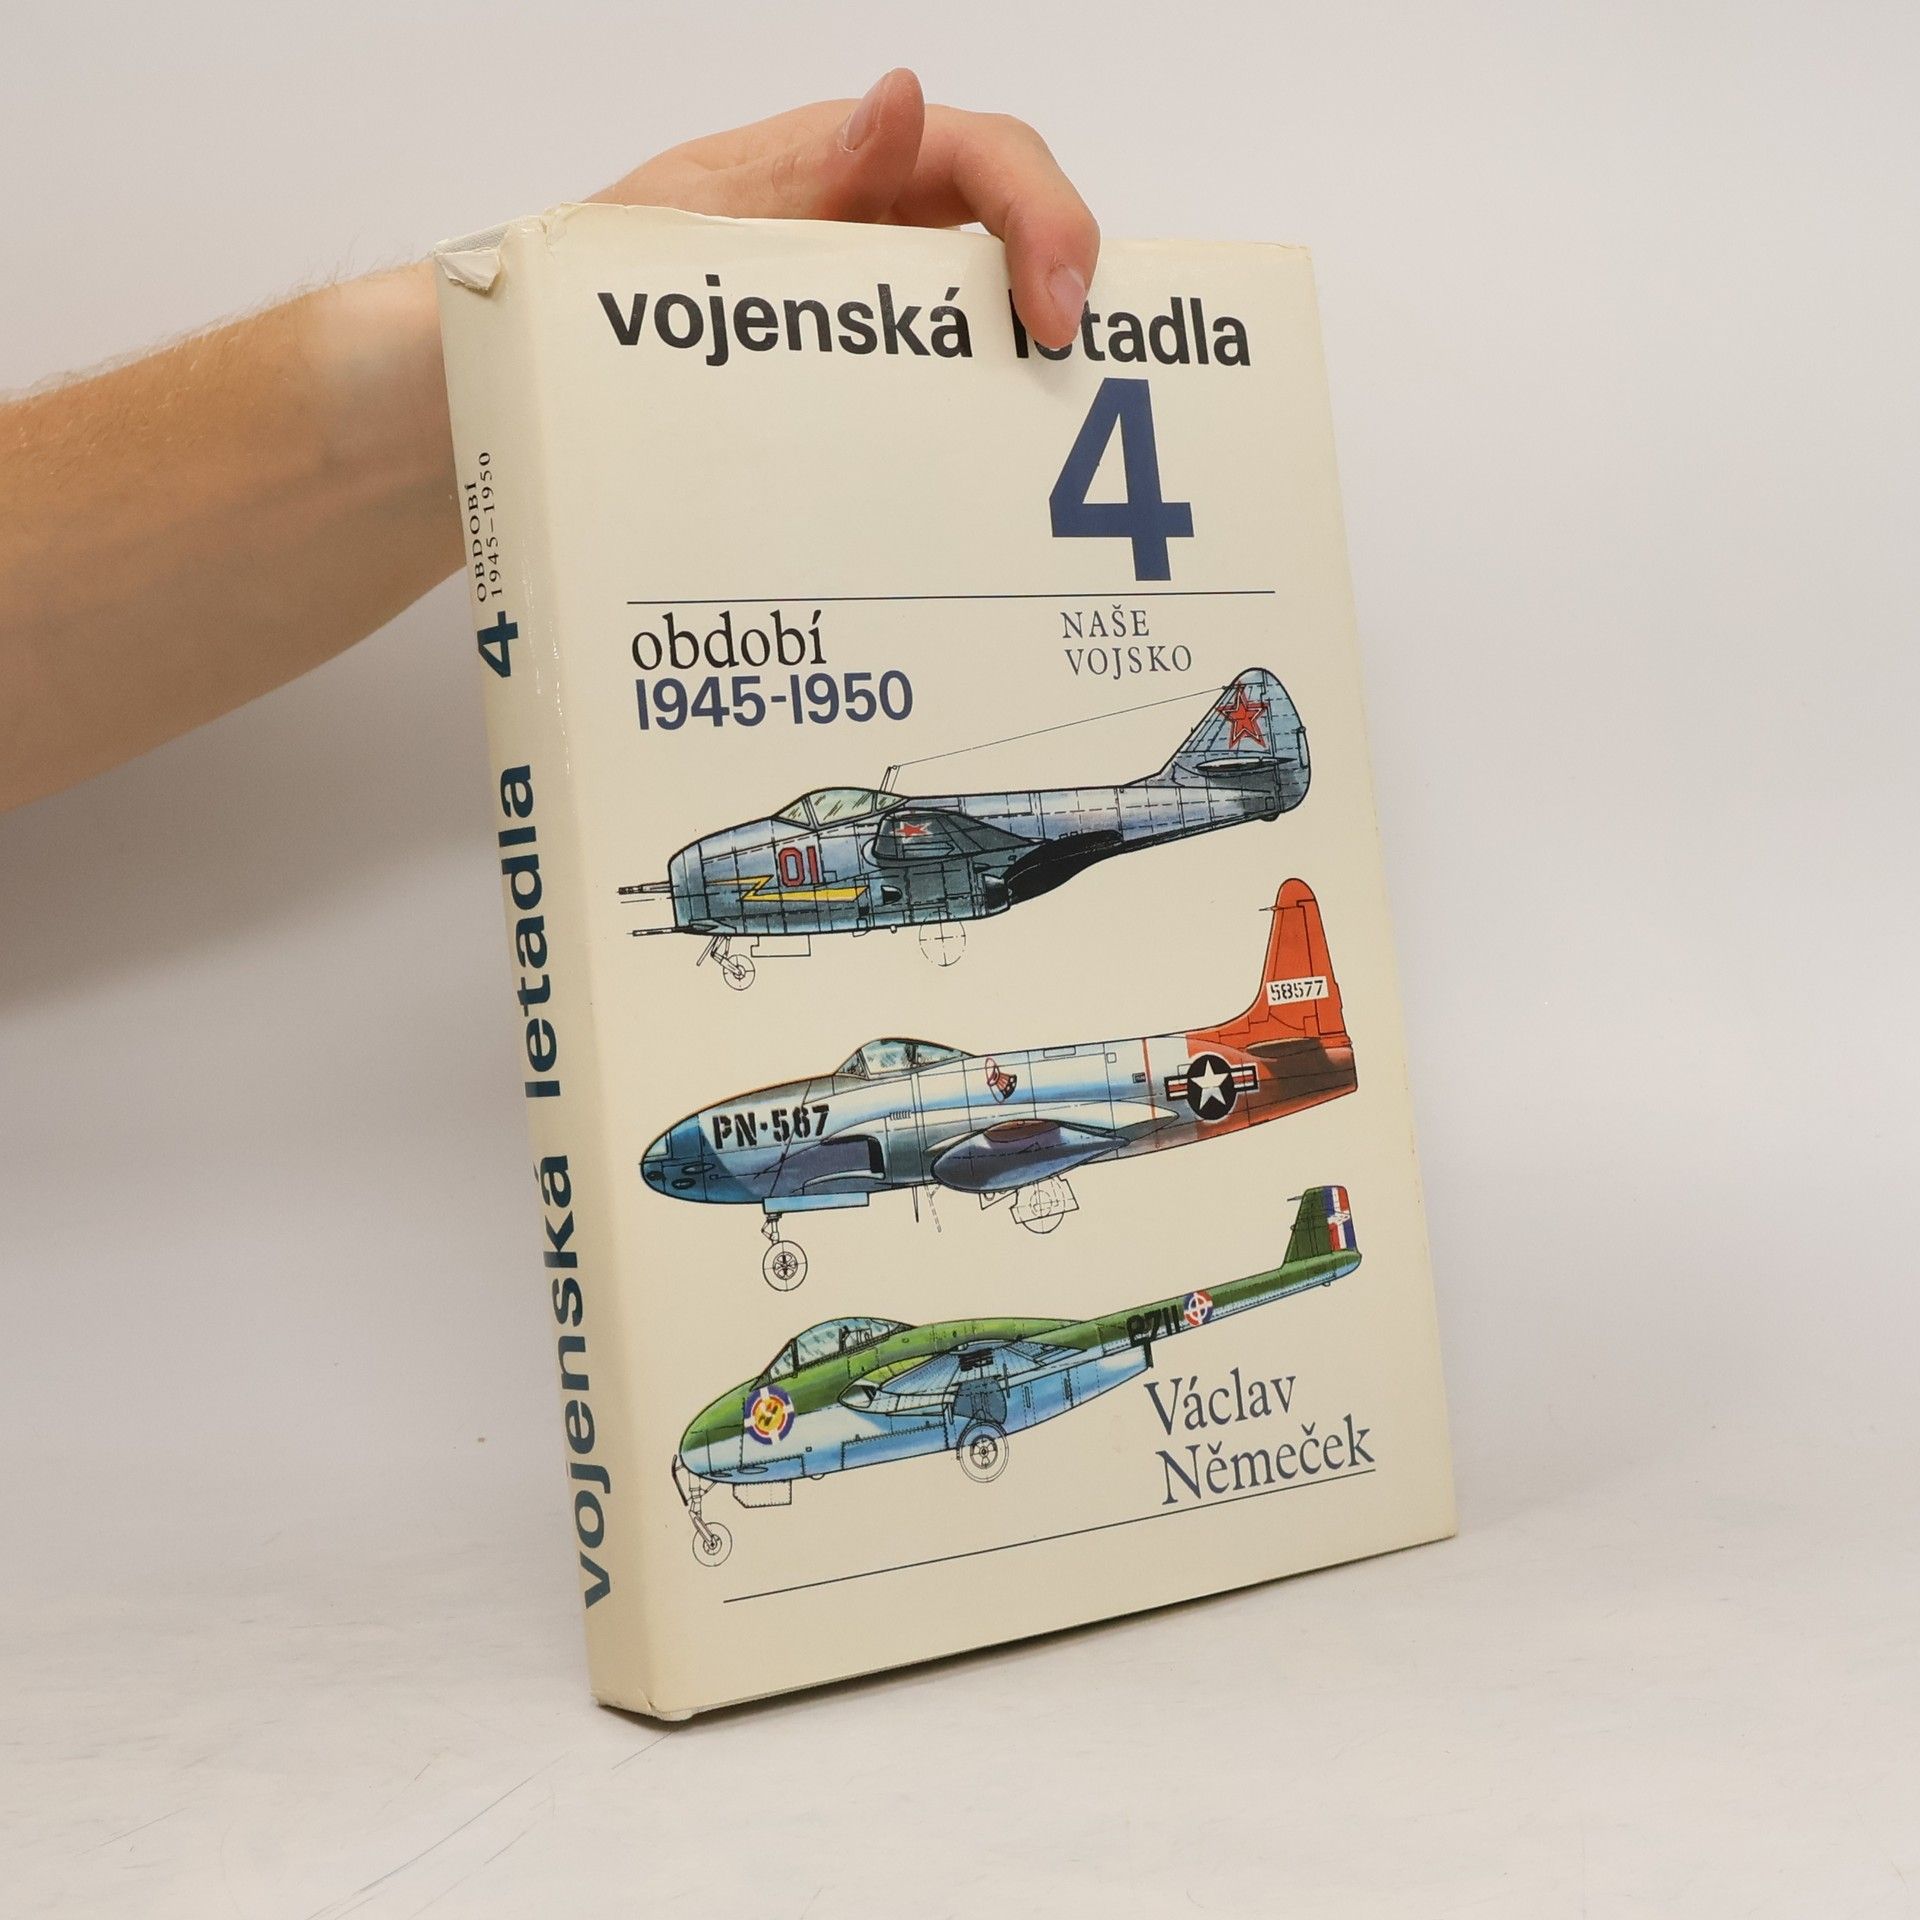 vojenská letadla
4
období
1945-1950
NAŠE
VOJSKO
01
58577
PN·567
Václav
Němeček
vojenská letadla 4 OBDOBÍ
1945–1950